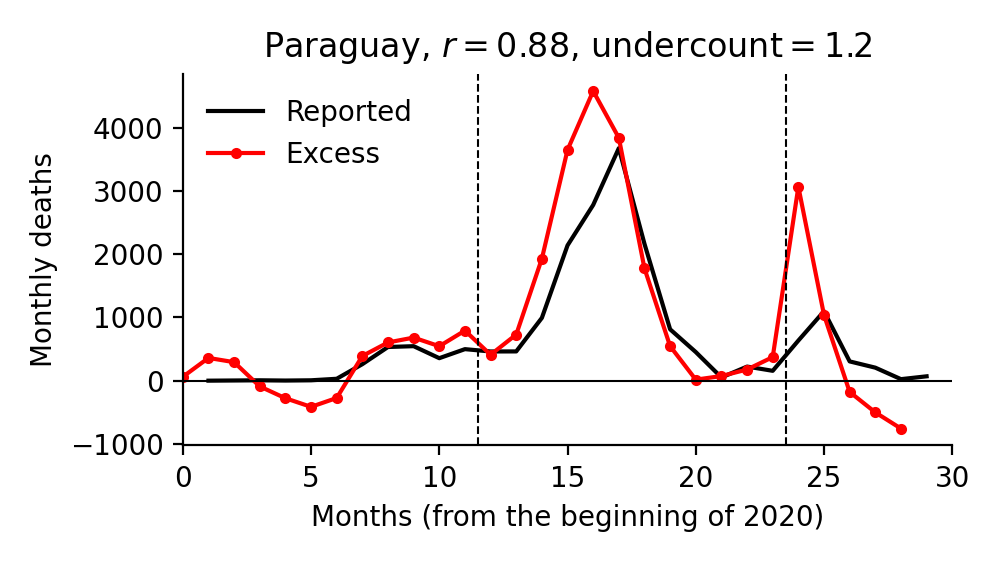 Paraguay, r = 0.88, undercount = 1.2
Reported
Excess
Monthly deaths
4000
3000
2000
1000
0
−1000
0 5 10 15 20 25 30
Months (from the beginning of 2020)